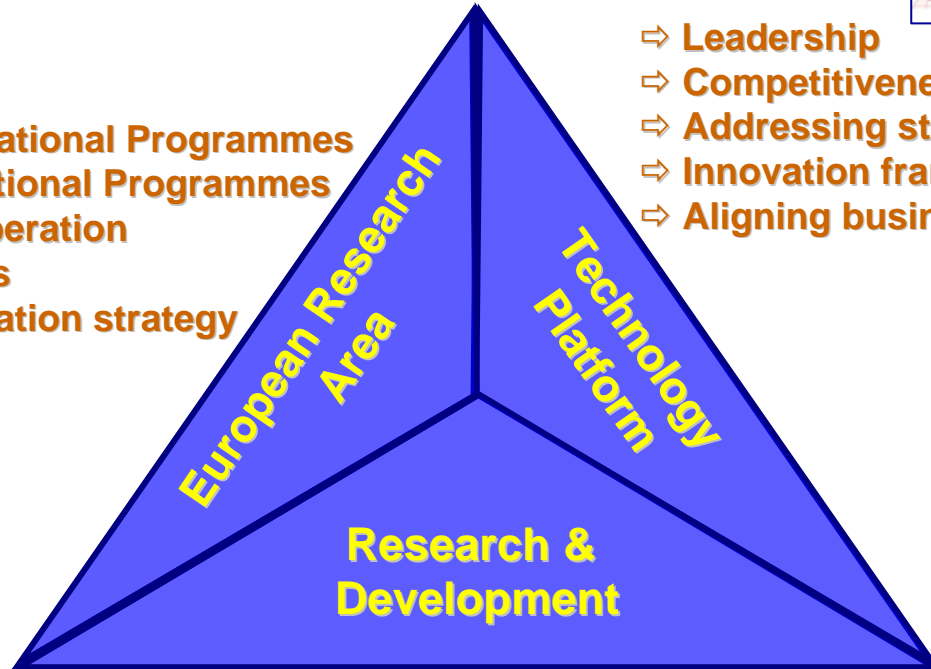 ⇨ Leadership
⇨ Competitivene
⇨ Addressing st
⇨ Innovation fra
⇨ Aligning busin
ational Programmes
tional Programmes
peration
s
ation strategy
European Research
Area
Technology
Platform
Research &
Development